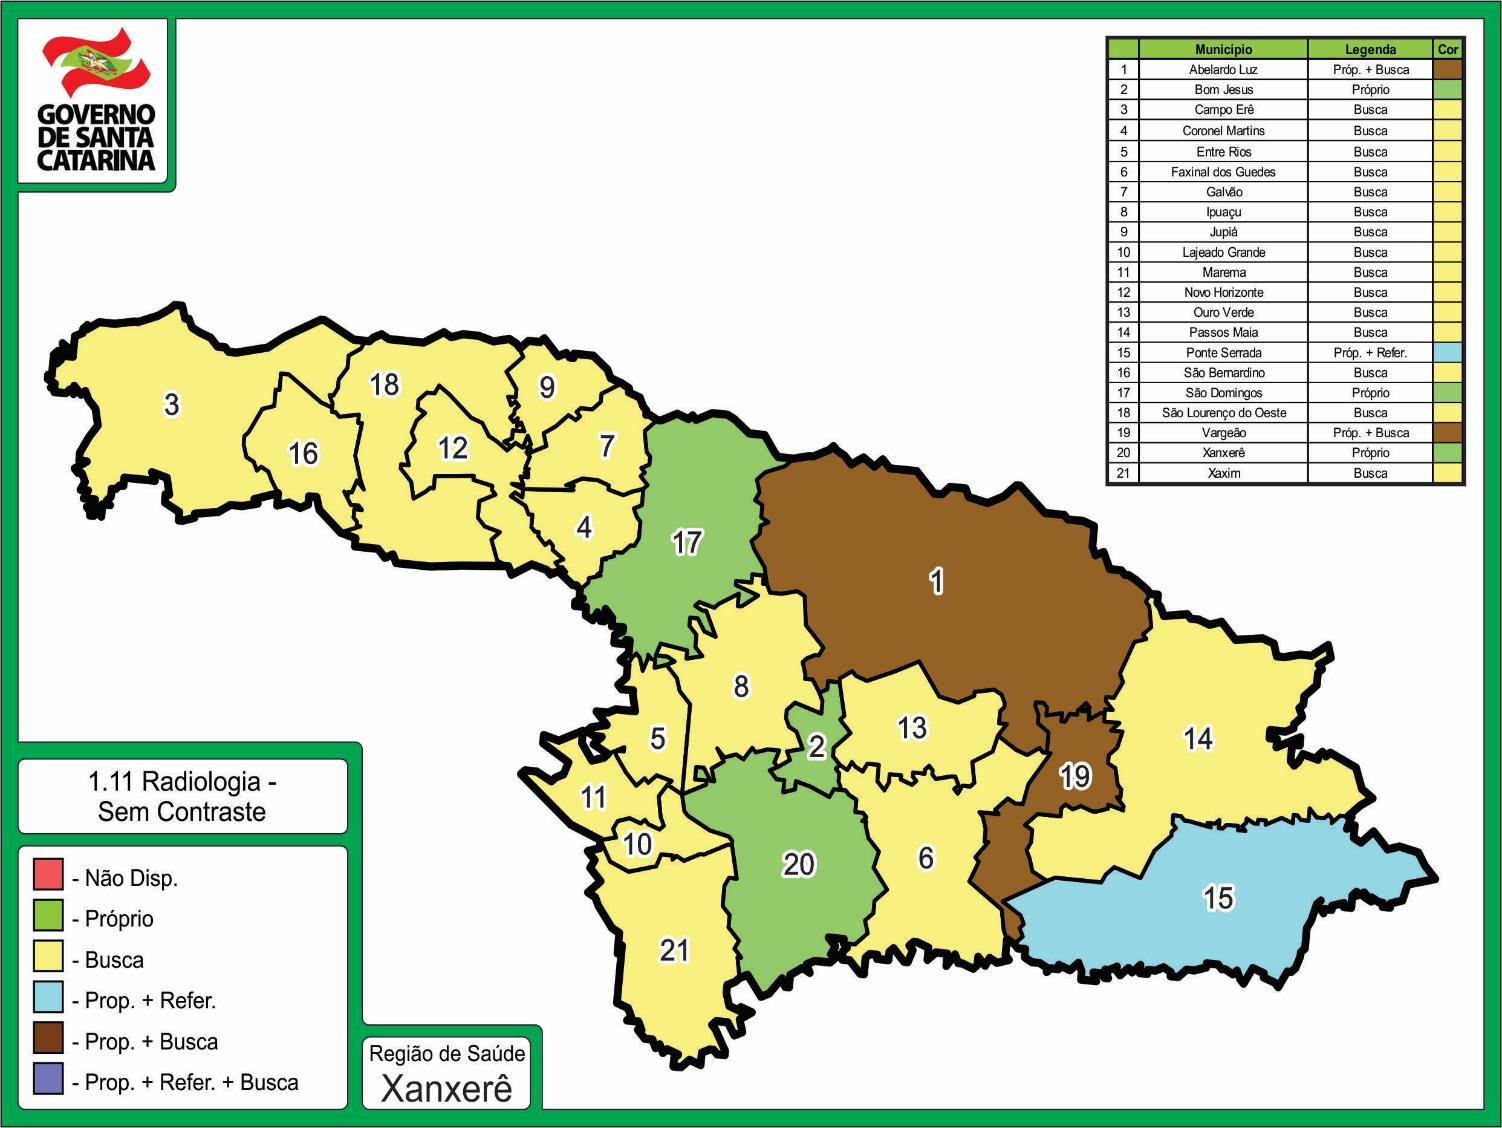 GOVERNO
DE SANTA
CATARINA
Município Legenda Cor
1 Abelardo Luz Próp. + Busca
2 Bom Jesus Próprio
3 Campo Erê Busca
4 Coronel Martins Busca
5 Entre Rios Busca
6 Faxinal dos Guedes Busca
7 Galvão Busca
8 Ipuaçu Busca
9 Jupiá Busca
10 Lajeado Grande Busca
11 Marema Busca
12 Novo Horizonte Busca
13 Ouro Verde Busca
14 Passos Maia Busca
15 Ponte Serrada Próp. + Refer.
16 São Bernardino Busca
17 São Domingos Próprio
18 São Lourenço do Oeste Busca
19 Vargeão Próp. + Busca
20 Xanxerê Próprio
21 Xaxim Busca
3
18
9
16
12
7
4
17
1
8
5
2
13
14
11
19
10
20
6
15
21
1.11 Radiologia -
Sem Contraste
- Não Disp.
- Próprio
- Busca
- Prop. + Refer.
- Prop. + Busca
- Prop. + Refer. + Busca
Região de Saúde
Xanxerê